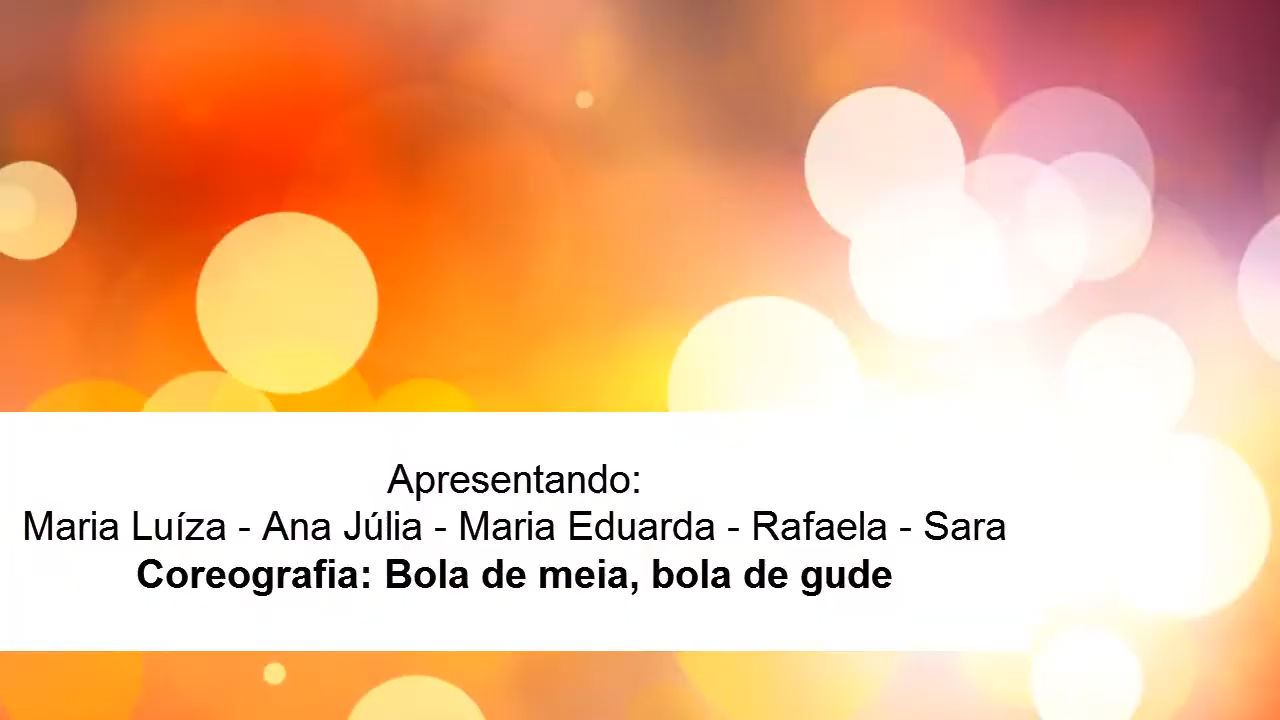 Apresentando:
Maria Luíza - Ana Júlia - Maria Eduarda - Rafaela - Sara
Coreografia: Bola de meia, bola de gude